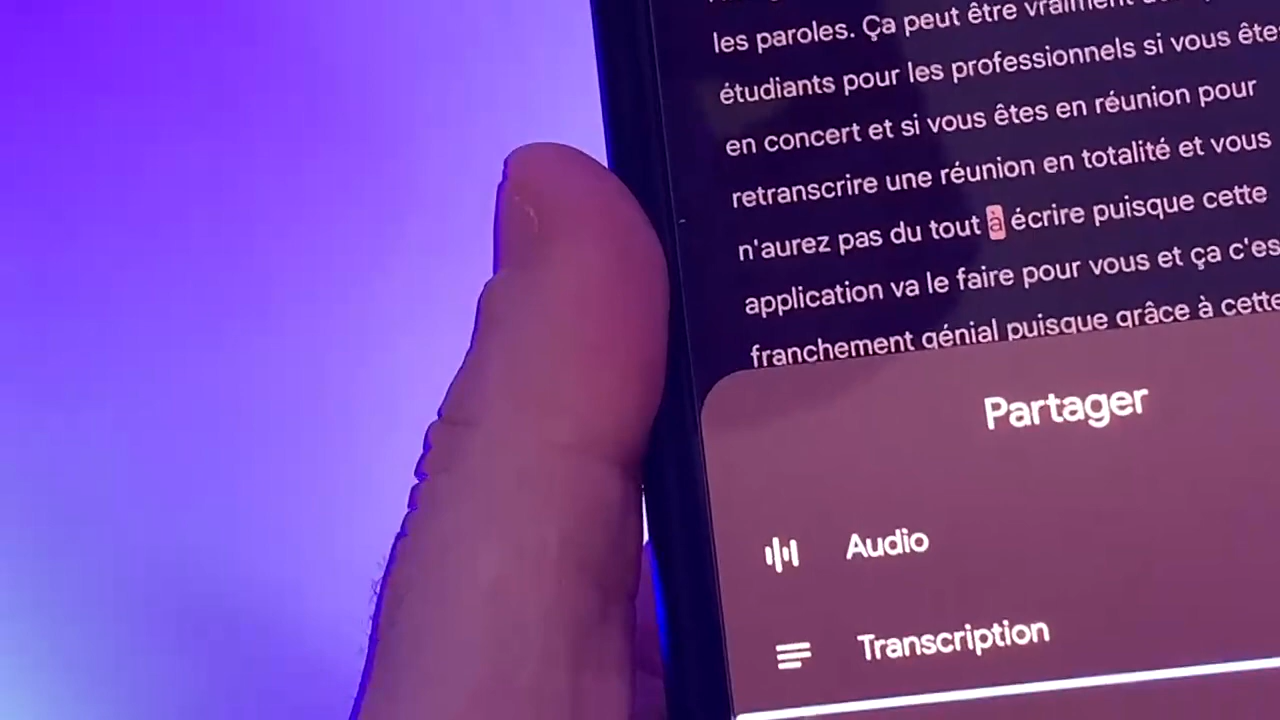 les paroles. Ça peut être vraiment
étudiants pour les professionnels si vous ête
en concert et si vous êtes en réunion pour
retranscrire une réunion en totalité et vous
n'aurez pas du tout à écrire puisque cette
application va le faire pour vous et ça c'es
franchement génial puisque grâce à cette
Partager
Audio
Transcription